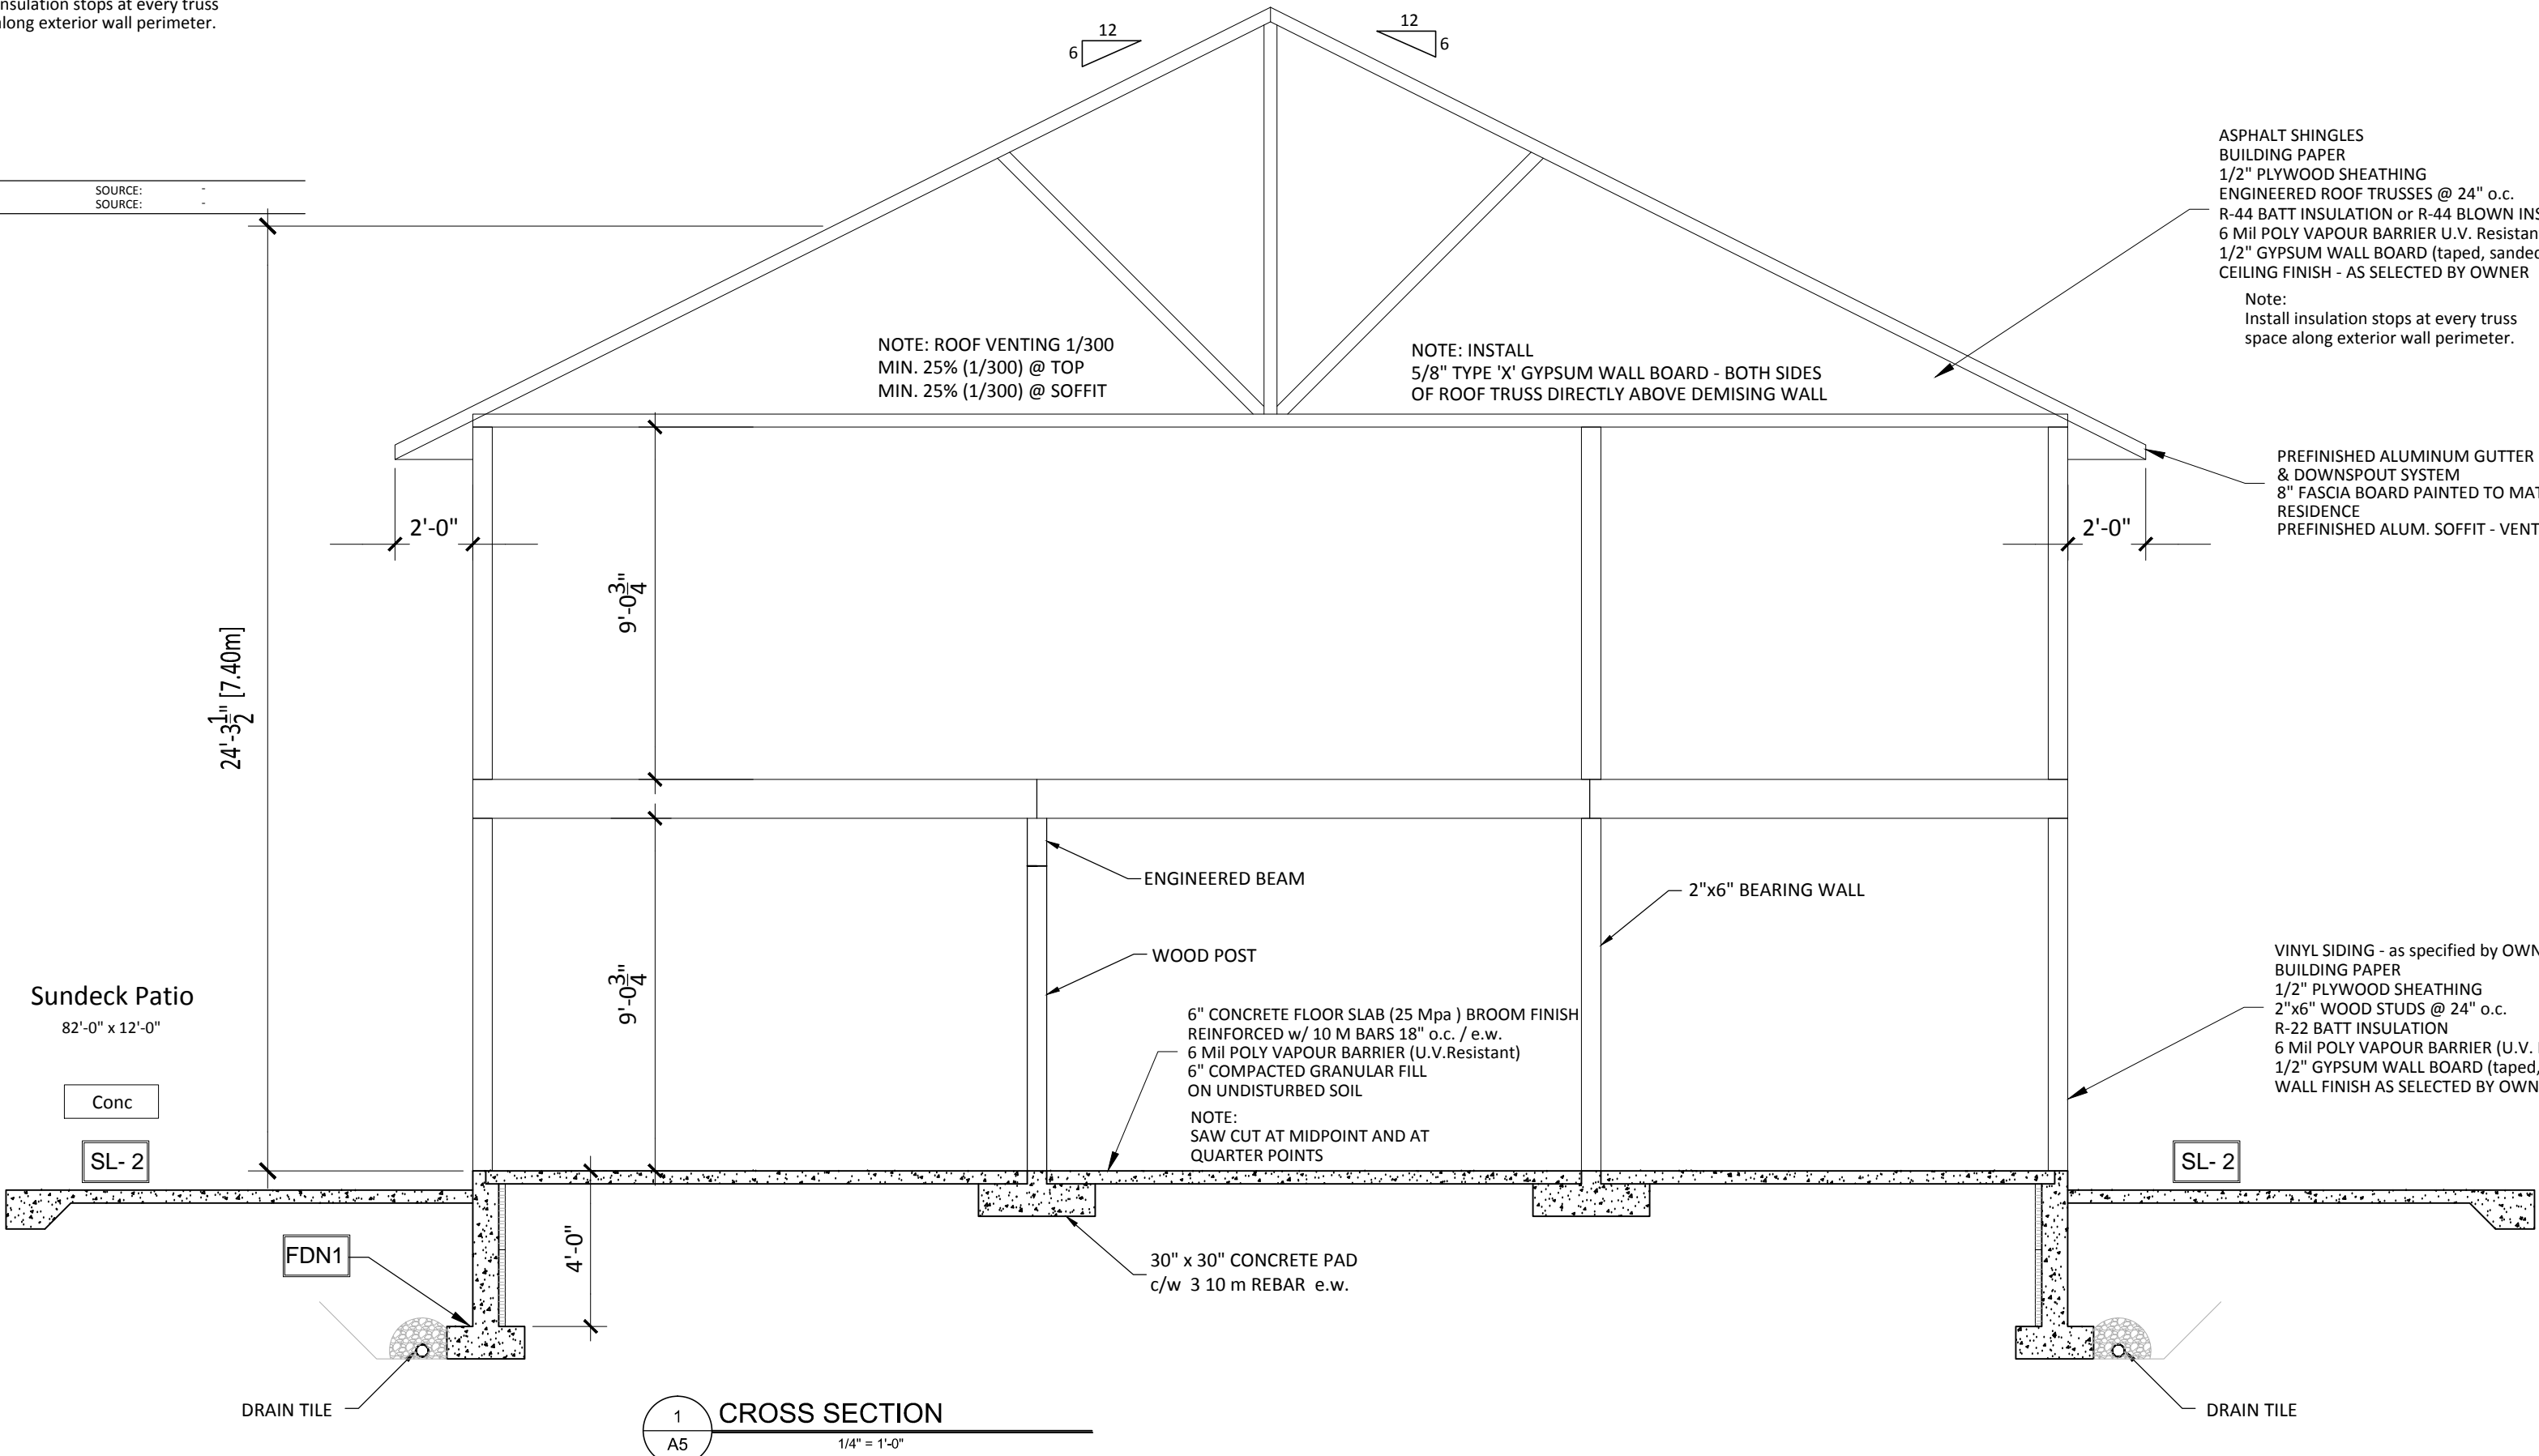 nsulation stops at every truss
along exterior wall perimeter.
SOURCE: -
SOURCE: -
12
6
12
6
ASPHALT SHINGLES
BUILDING PAPER
1/2" PLYWOOD SHEATHING
ENGINEERED ROOF TRUSSES @ 24" o.c.
R-44 BATT INSULATION or R-44 BLOWN INS
6 Mil POLY VAPOUR BARRIER U.V. Resistan
1/2" GYPSUM WALL BOARD (taped, sanded
CEILING FINISH - AS SELECTED BY OWNER
Note:
Install insulation stops at every truss
space along exterior wall perimeter.
NOTE: ROOF VENTING 1/300
MIN. 25% (1/300) @ TOP
MIN. 25% (1/300) @ SOFFIT
NOTE: INSTALL
5/8" TYPE 'X' GYPSUM WALL BOARD - BOTH SIDES
OF ROOF TRUSS DIRECTLY ABOVE DEMISING WALL
PREFINISHED ALUMINUM GUTTER
& DOWNSPOUT SYSTEM
8" FASCIA BOARD PAINTED TO MAT
RESIDENCE
PREFINISHED ALUM. SOFFIT - VENT
2'-0"
2'-0"
9'-0 3/4"
24'-3 1/2" [7.40m]
ENGINEERED BEAM
2"x6" BEARING WALL
WOOD POST
9'-0 3/4"
Sundeck Patio
82'-0" x 12'-0"
Conc
SL- 2
6" CONCRETE FLOOR SLAB (25 Mpa ) BROOM FINISH
REINFORCED w/ 10 M BARS 18" o.c. / e.w.
6 Mil POLY VAPOUR BARRIER (U.V.Resistant)
6" COMPACTED GRANULAR FILL
ON UNDISTURBED SOIL
NOTE:
SAW CUT AT MIDPOINT AND AT
QUARTER POINTS
VINYL SIDING - as specified by OWN
BUILDING PAPER
1/2" PLYWOOD SHEATHING
2"x6" WOOD STUDS @ 24" o.c.
R-22 BATT INSULATION
6 Mil POLY VAPOUR BARRIER (U.V.
1/2" GYPSUM WALL BOARD (taped,
WALL FINISH AS SELECTED BY OWN
SL- 2
FDN1
4'-0"
30" x 30" CONCRETE PAD
c/w 3 10 m REBAR e.w.
DRAIN TILE
DRAIN TILE
1
A5
CROSS SECTION
1/4" = 1'-0"